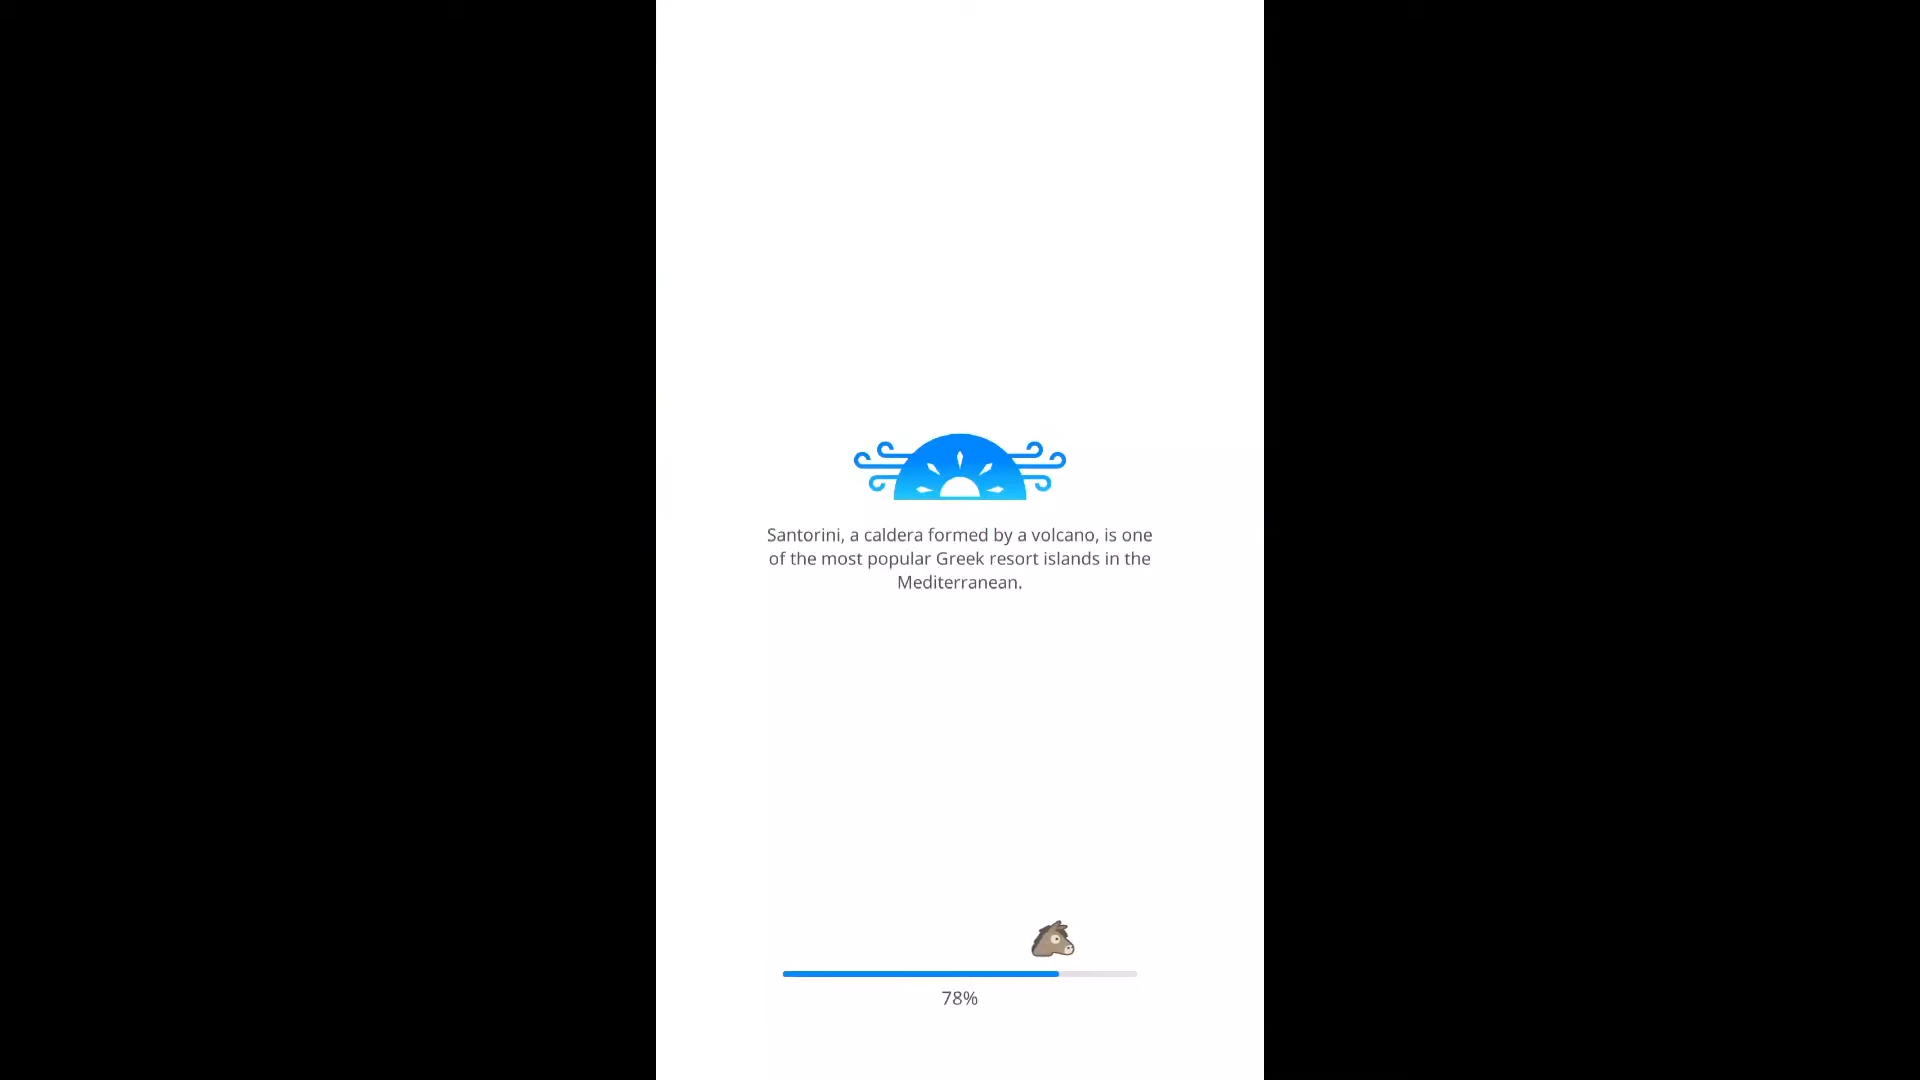 Santorini, a caldera formed by a volcano, is one
of the most popular Greek resort islands in the
Mediterranean.
78%